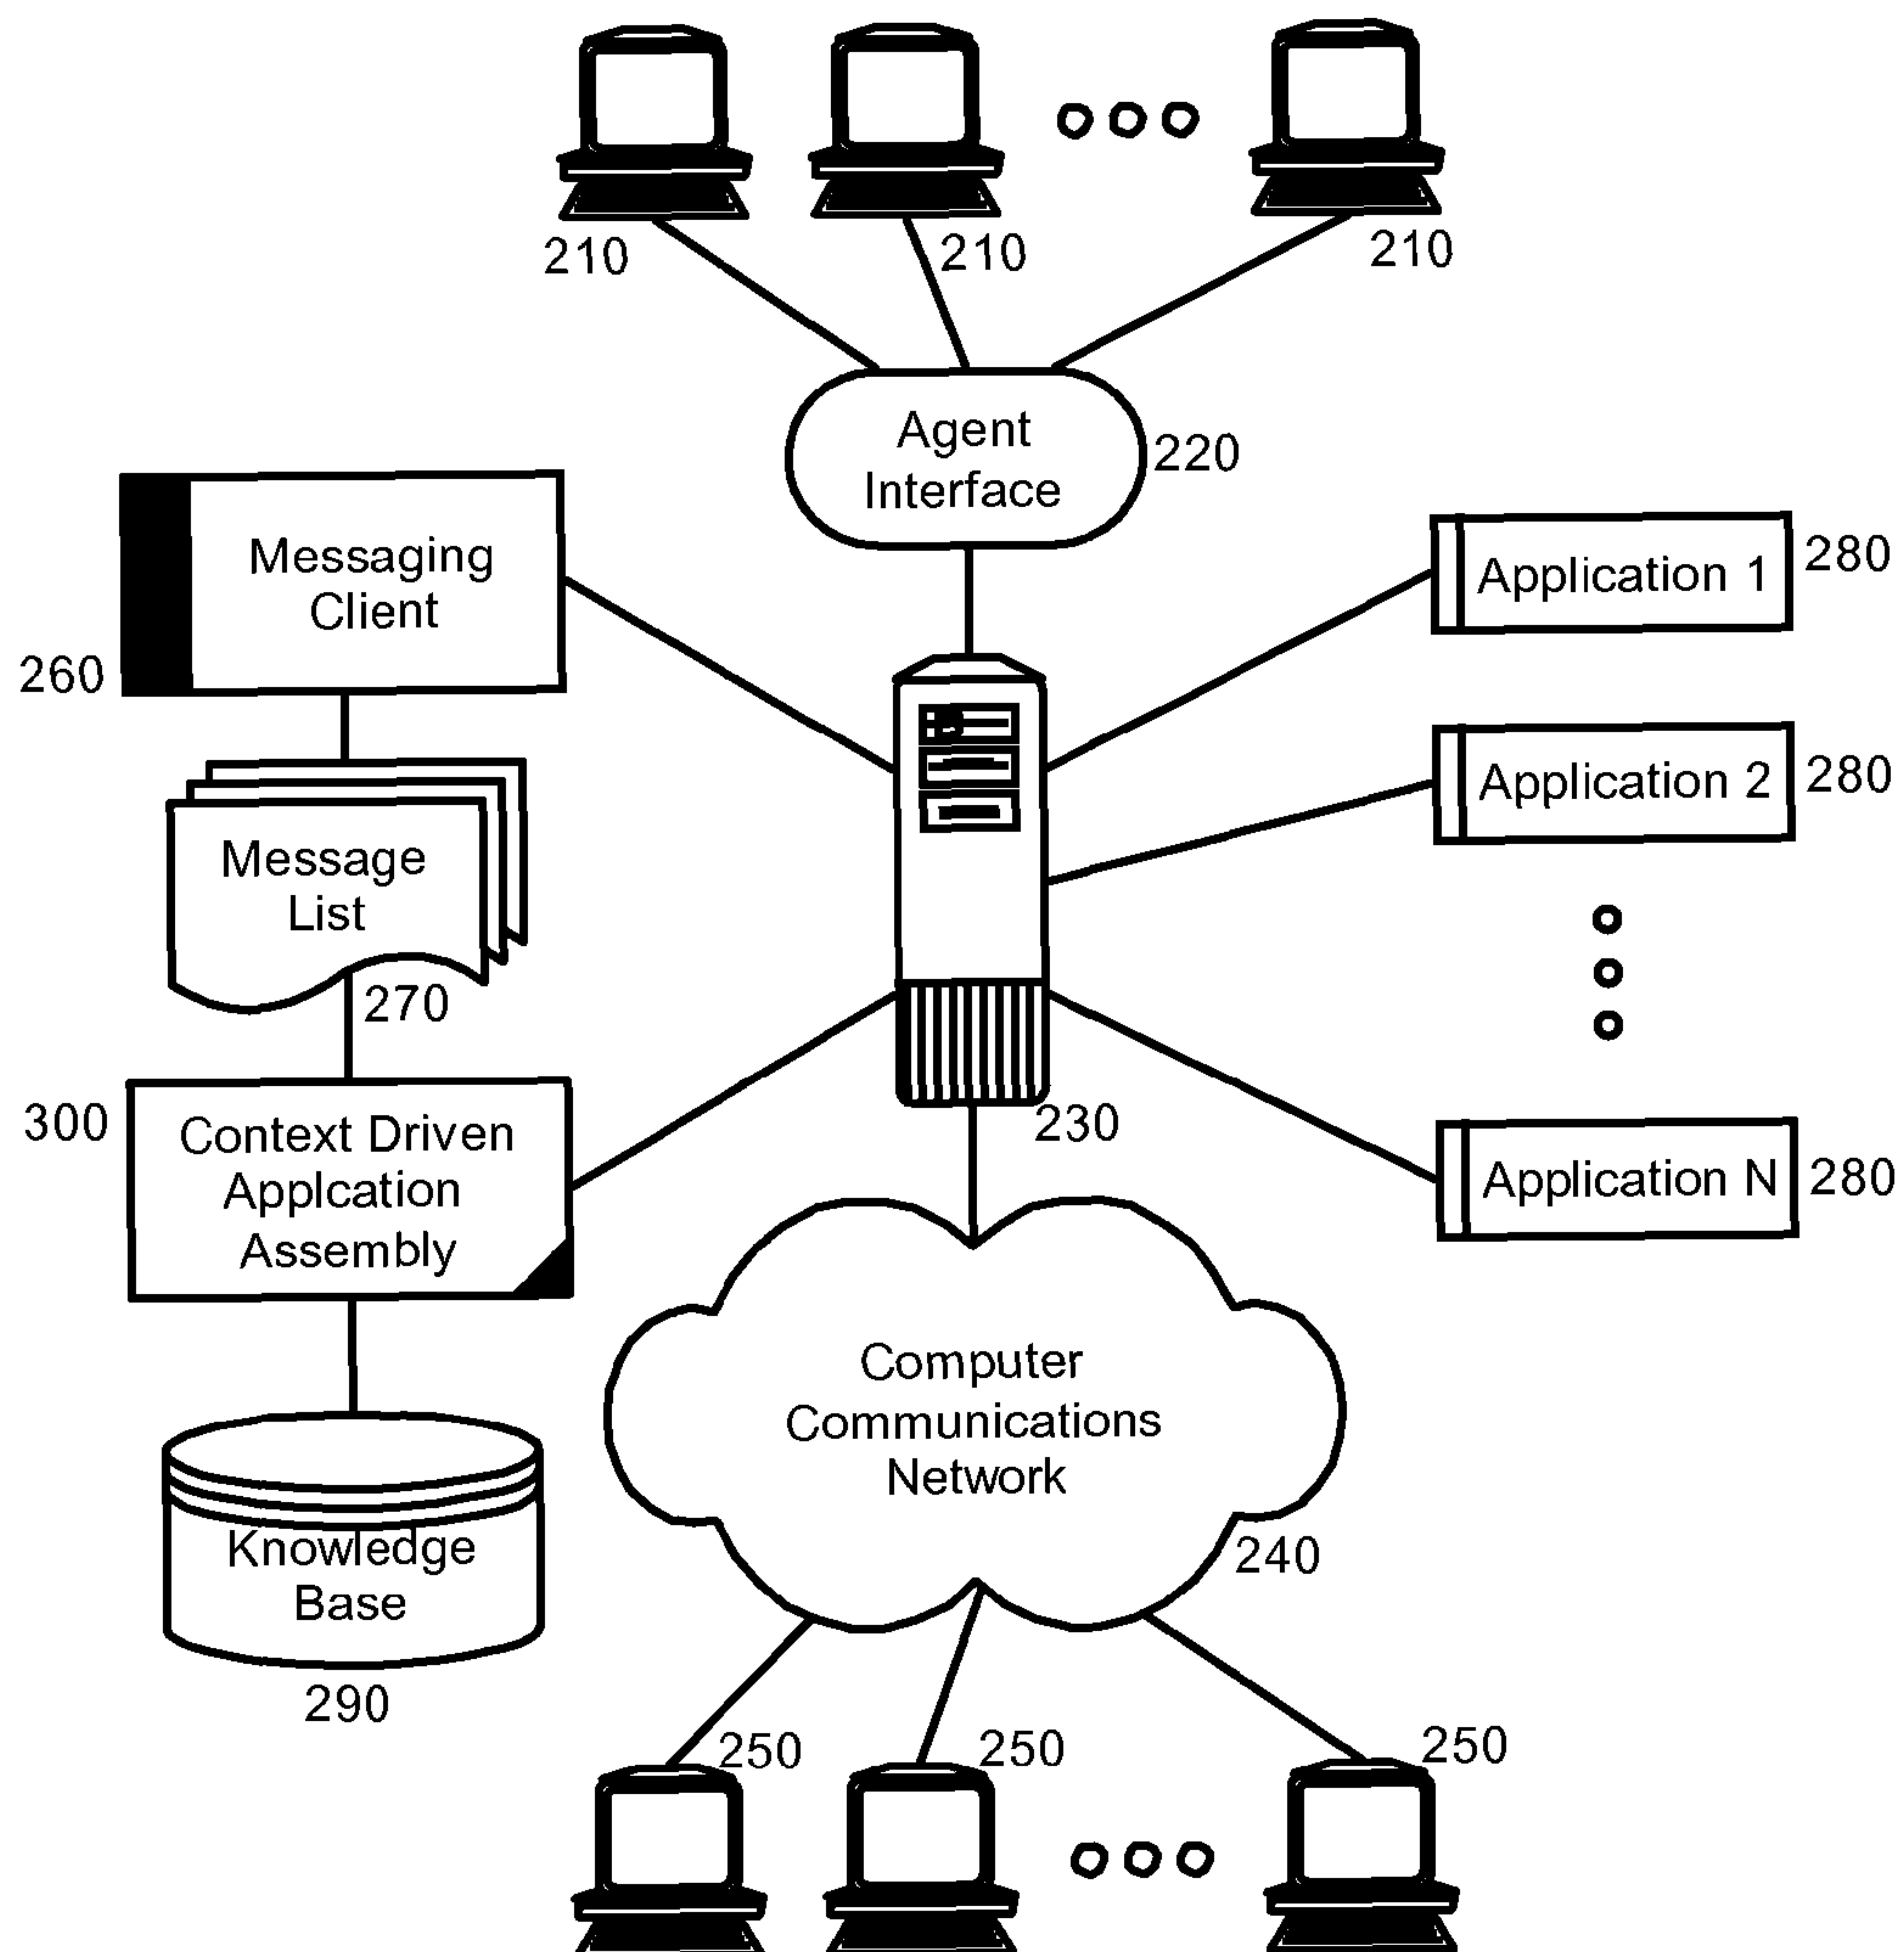 210
210
210
Agent
Interface
220
Messaging
Client
260
Application 1
280
Application 2
280
Message
List
270
230
300
Context Driven
Applcation
Assembly
Application N
280
Computer
Communications
Network
240
Knowledge
Base
290
250
250
250